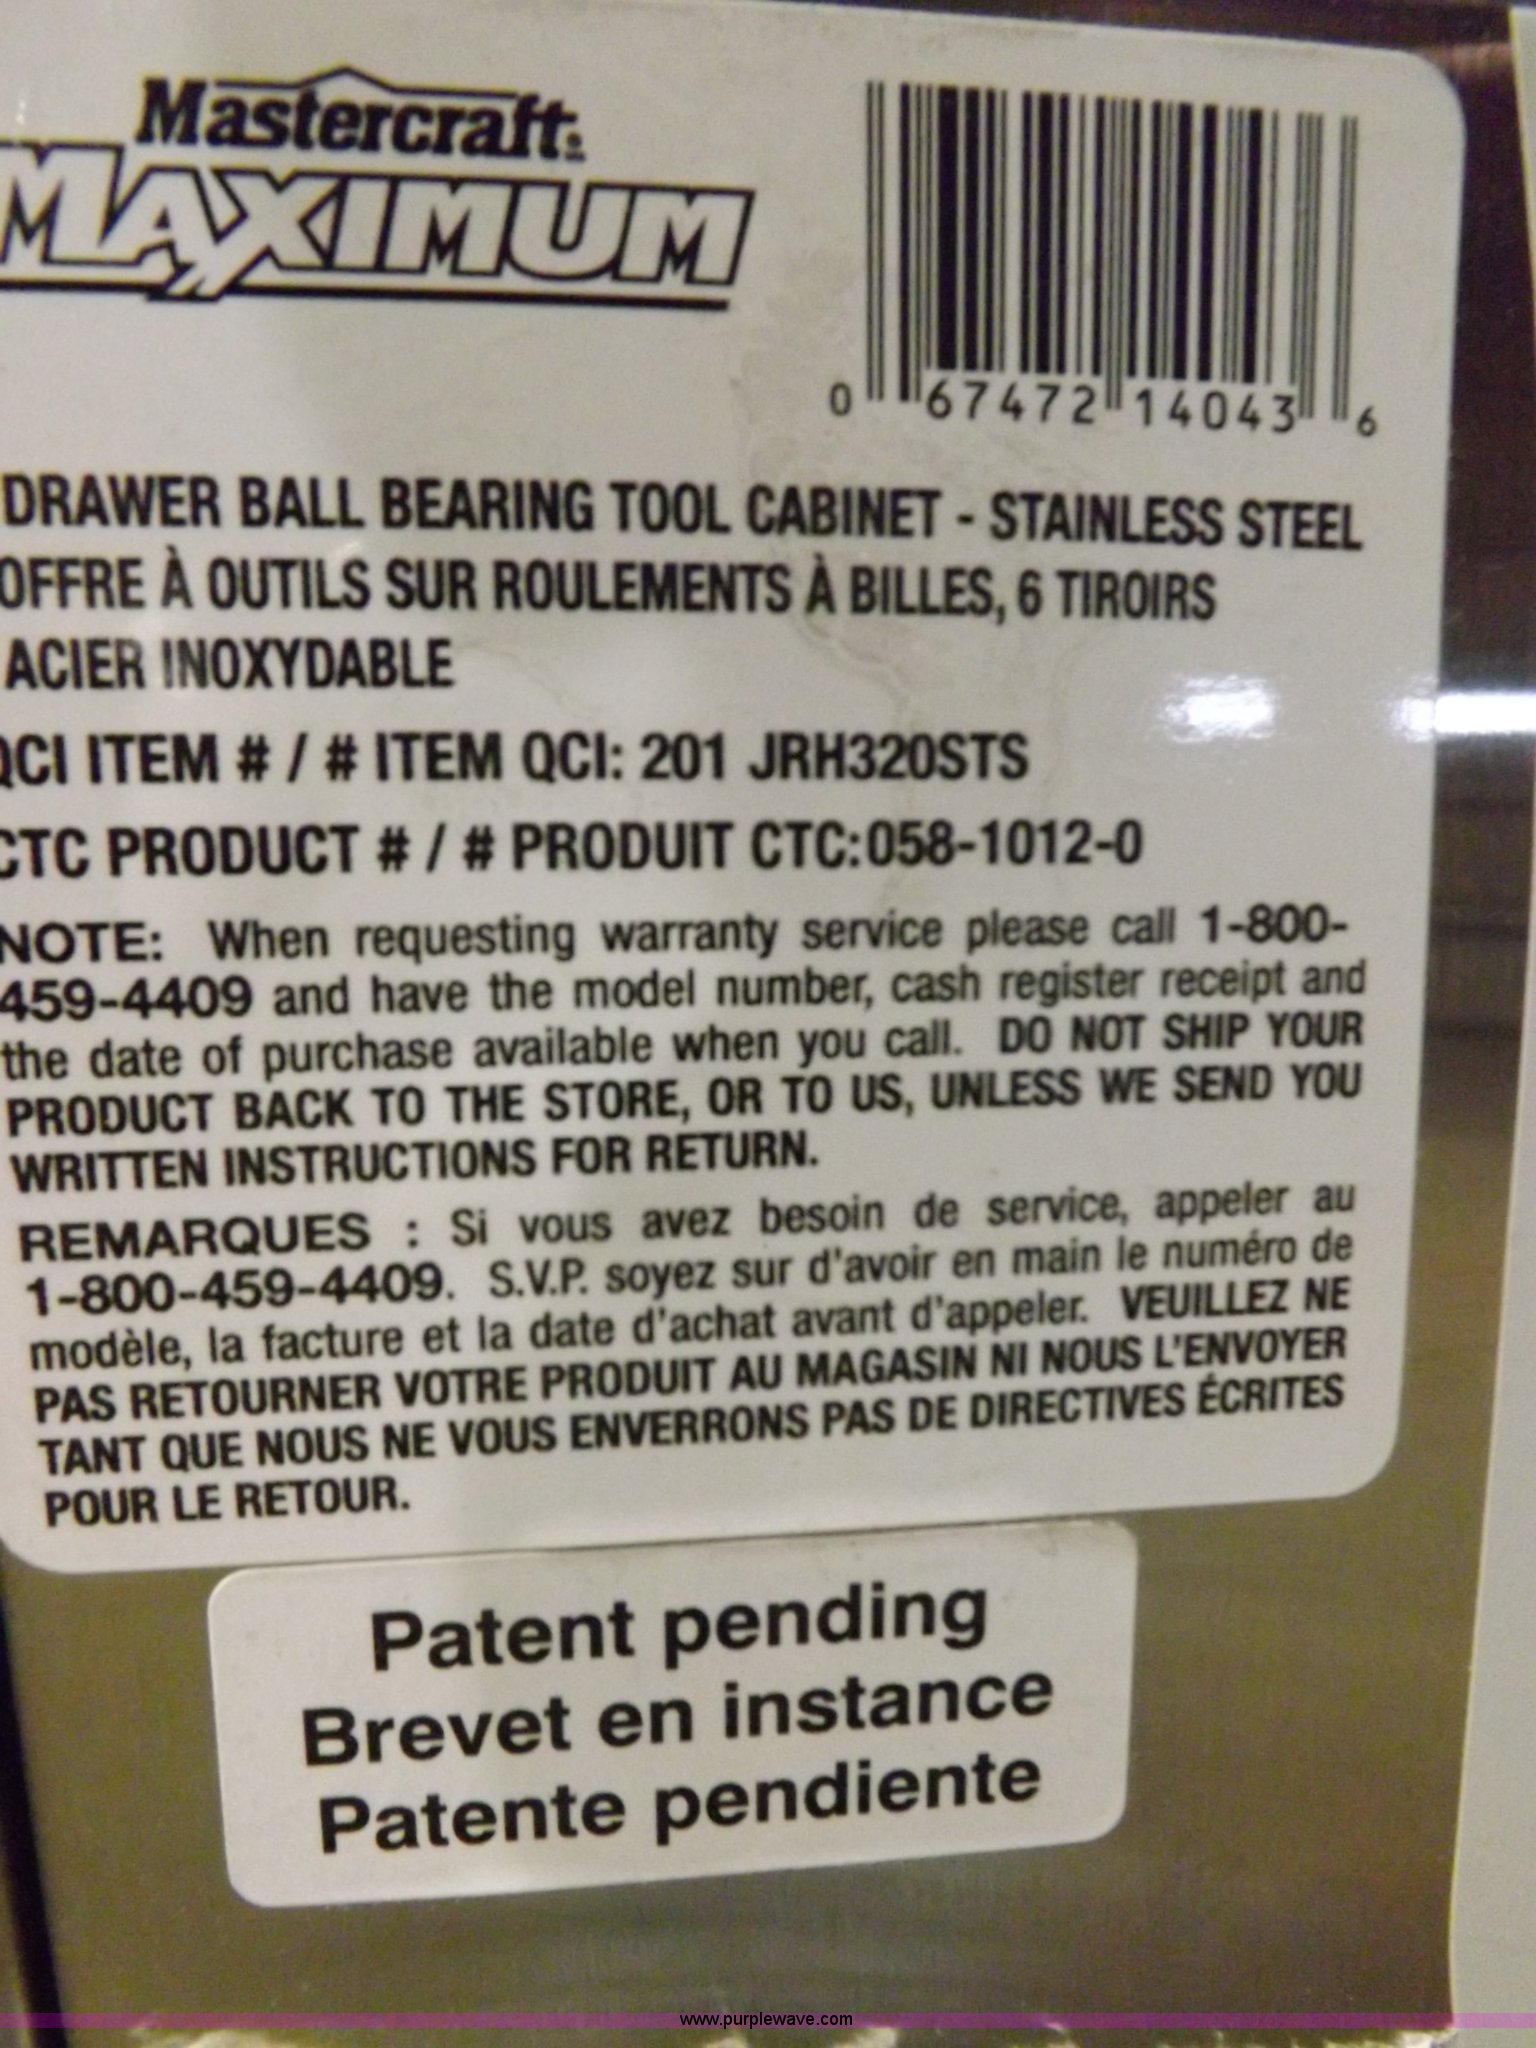 Mastercraft
MAXIMUM
0 67472 14043 6
DRAWER BALL BEARING TOOL CABINET - STAINLESS STEEL
OFFRE À OUTILS SUR ROULEMENTS À BILLES, 6 TIROIRS
ACIER INOXYDABLE
QCI ITEM # / # ITEM QCI: 201 JRH320STS
CTC PRODUCT # / # PRODUIT CTC:058-1012-0
NOTE: When requesting warranty service please call 1-800-
459-4409 and have the model number, cash register receipt and
the date of purchase available when you call. DO NOT SHIP YOUR
PRODUCT BACK TO THE STORE, OR TO US, UNLESS WE SEND YOU
WRITTEN INSTRUCTIONS FOR RETURN.
REMARQUES : Si vous avez besoin de service, appeler au
1-800-459-4409. S.V.P. soyez sur d'avoir en main le numéro de
modèle, la facture et la date d'achat avant d'appeler. VEUILLEZ NE
PAS RETOURNER VOTRE PRODUIT AU MAGASIN NI NOUS L'ENVOYER
TANT QUE NOUS NE VOUS ENVERRONS PAS DE DIRECTIVES ÉCRITES
POUR LE RETOUR.
Patent pending
Brevet en instance
Patente pendiente
www.purplewave.com